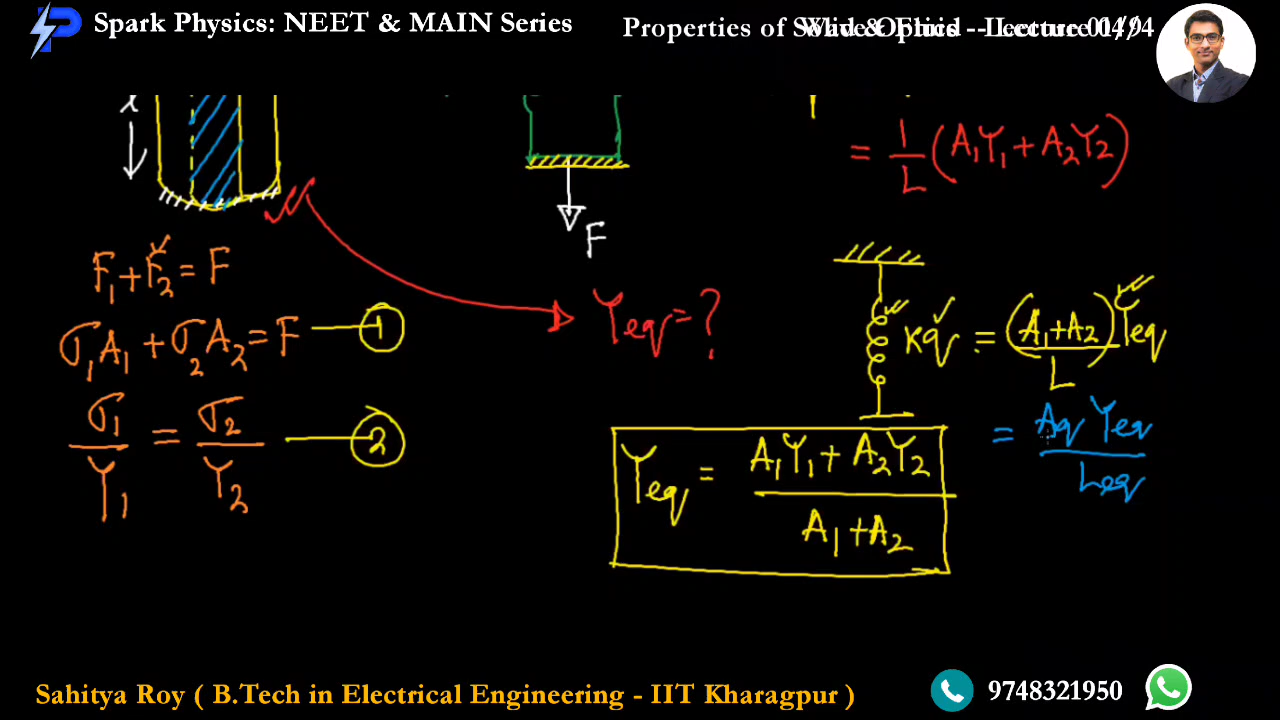 Spark Physics: NEET & MAIN Series
x
F
= 1/L (A₁Y₁ + A₂Y₂)
F₁ + F₂ = F
σ₁A₁ + σ₂A₂ = F — ①
σ₁/Y₁ = σ₂/Y₂ — ②
Yeq = ?
Keq = ((A₁+A₂)/L) Yeq
= Aeq Yeq / Leq
Yeq = (A₁Y₁ + A₂Y₂)/(A₁ + A₂)
Sahitya Roy ( B.Tech in Electrical Engineering - IIT Kharagpur )
9748321950